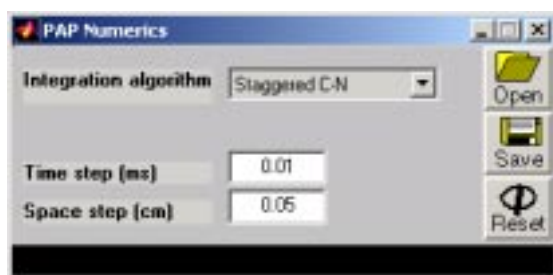 PAP Numerics
Integration algorithm
Staggered C-N
Open
Save
Time step (ms)
0.01
Space step (cm)
0.05
Reset